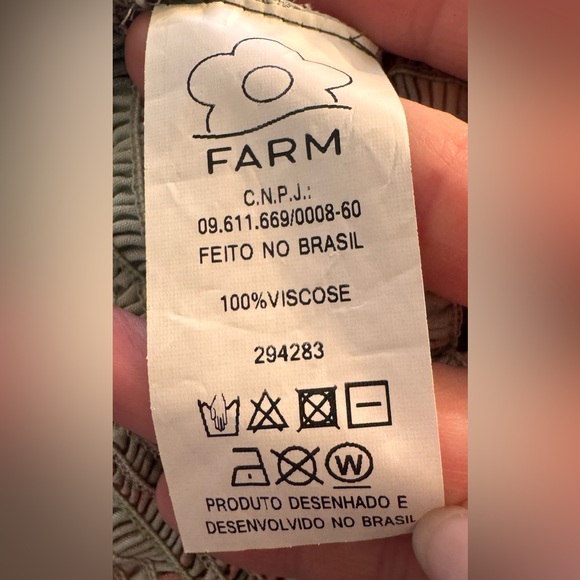 FARM
C.N.P.J.:
09.611.669/0008-60
FEITO NO BRASIL
100%VISCOSE
294283
W
PRODUTO DESENHADO E
DESENVOLVIDO NO BRASIL